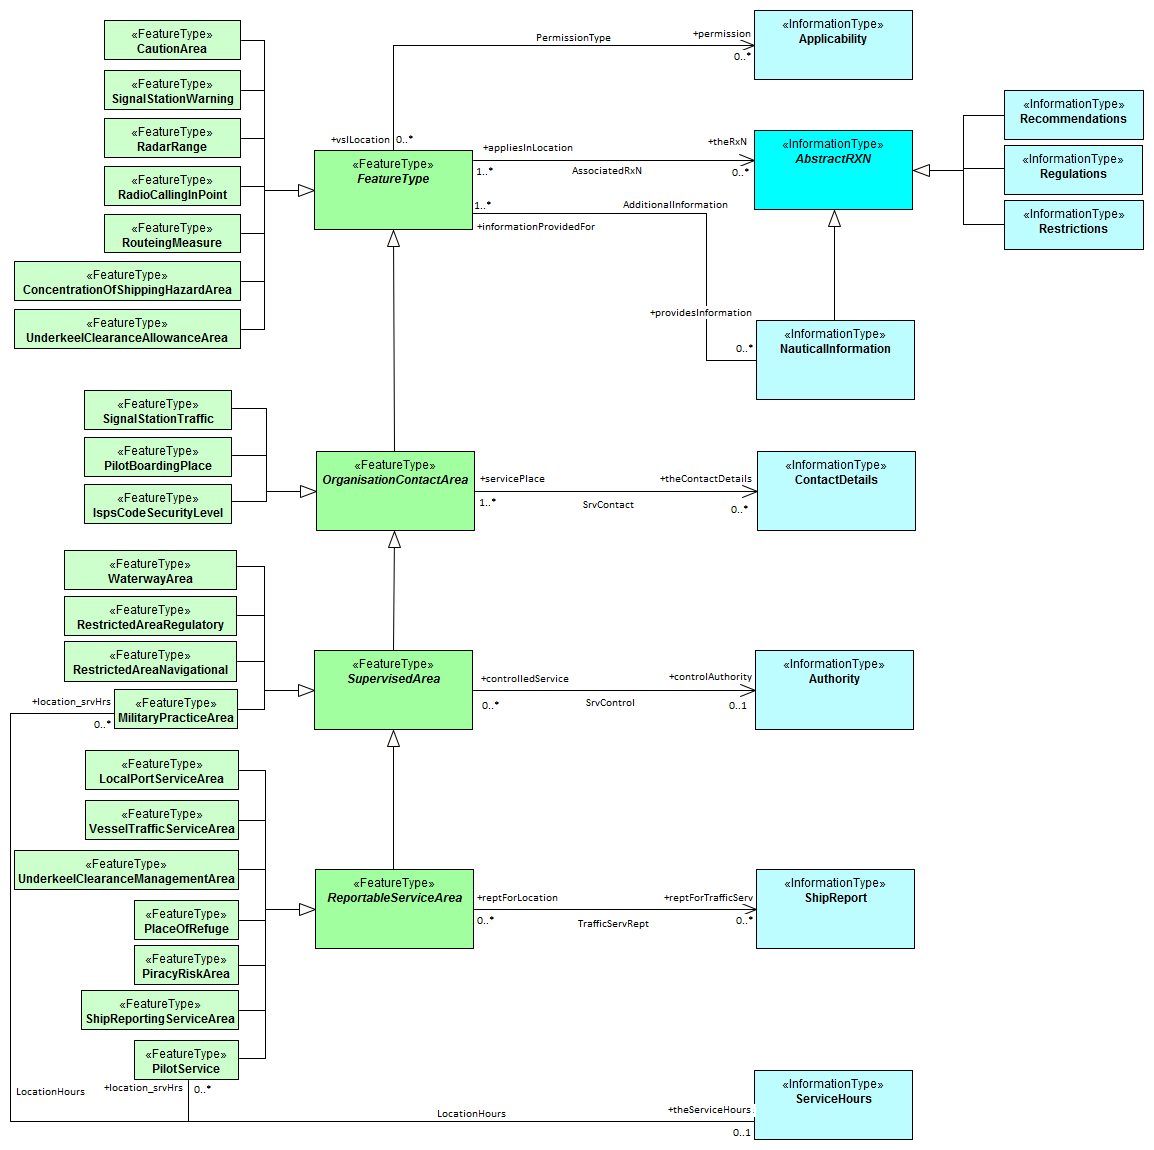 «FeatureType»
CautionArea
«FeatureType»
SignalStationWarning
«FeatureType»
RadarRange
«FeatureType»
RadioCallingInPoint
«FeatureType»
RouteingMeasure
«FeatureType»
ConcentrationOfShippingHazardArea
«FeatureType»
UnderkeelClearanceAllowanceArea
PermissionType
+permission
0..*
«InformationType»
Applicability
+vslLocation
0..*
«FeatureType»
FeatureType
+appliesInLocation
1..*
AssociatedRxN
+theRxN
0..*
«InformationType»
AbstractRXN
«InformationType»
Recommendations
«InformationType»
Regulations
«InformationType»
Restrictions
1..*
AdditionalInformation
+informationProvidedFor
+providesInformation
0..*
«InformationType»
NauticalInformation
«FeatureType»
SignalStationTraffic
«FeatureType»
PilotBoardingPlace
«FeatureType»
IspsCodeSecurityLevel
«FeatureType»
OrganisationContactArea
+servicePlace
1..*
SrvContact
+theContactDetails
0..*
«InformationType»
ContactDetails
«FeatureType»
WaterwayArea
«FeatureType»
RestrictedAreaRegulatory
«FeatureType»
RestrictedAreaNavigational
+location_srvHrs
0..*
«FeatureType»
MilitaryPracticeArea
«FeatureType»
SupervisedArea
+controlledService
0..*
SrvControl
+controlAuthority
0..1
«InformationType»
Authority
«FeatureType»
LocalPortServiceArea
«FeatureType»
VesselTrafficServiceArea
«FeatureType»
UnderkeelClearanceManagementArea
«FeatureType»
PlaceOfRefuge
«FeatureType»
PiracyRiskArea
«FeatureType»
ShipReportingServiceArea
«FeatureType»
PilotService
«FeatureType»
ReportableServiceArea
+reptForLocation
0..*
TrafficServRept
+reptForTrafficServ
0..*
«InformationType»
ShipReport
LocationHours
+location_srvHrs
0..*
LocationHours
+theServiceHours
0..1
«InformationType»
ServiceHours